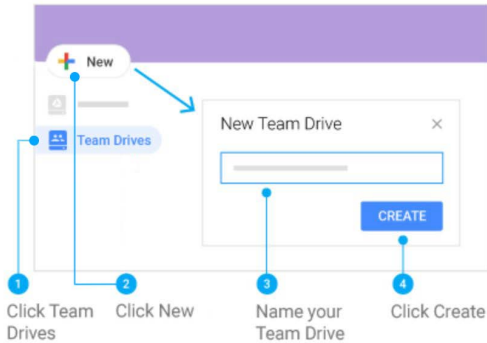 New
Team Drives
New Team Drive
CREATE
1 2 3 4
Click Team Drives
Click New
Name your Team Drive
Click Create